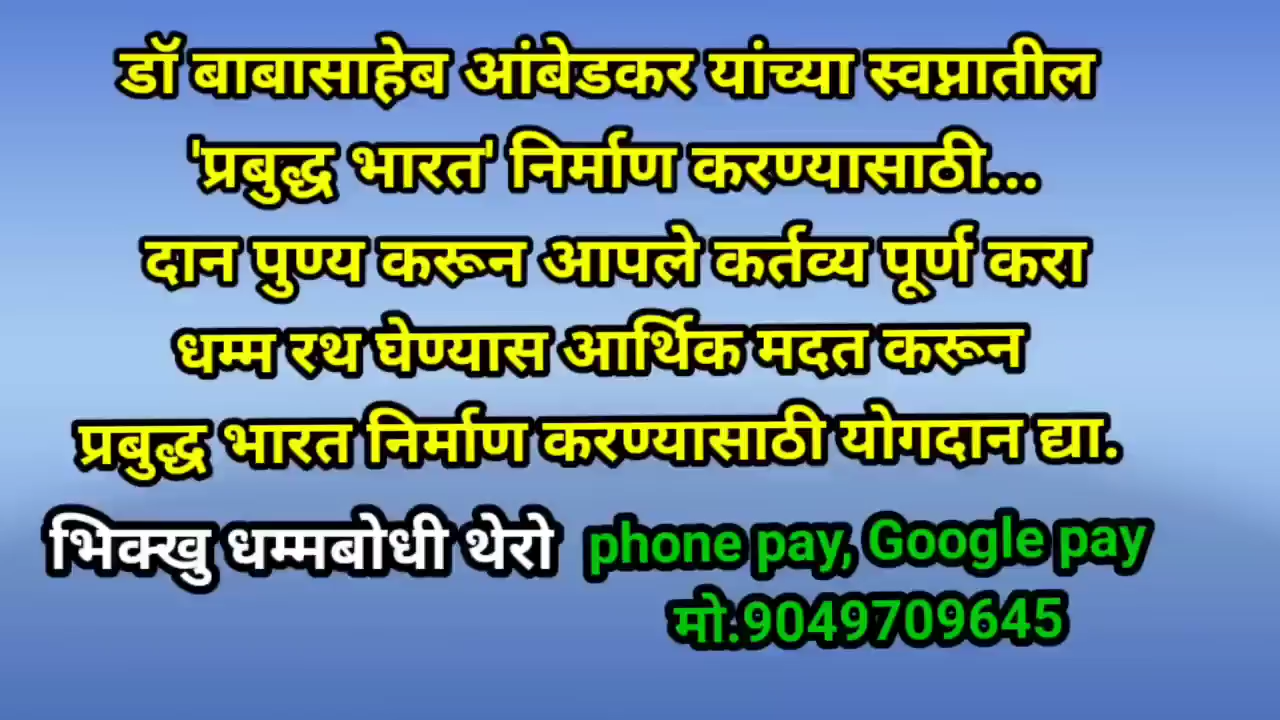 डॉ बाबासाहेब आंबेडकर यांच्या स्वप्नातील
'प्रबुद्ध भारत' निर्माण करण्यासाठी...
दान पुण्य करून आपले कर्तव्य पूर्ण करा
धम्म रथ घेण्यास आर्थिक मदत करून
प्रबुद्ध भारत निर्माण करण्यासाठी योगदान द्या.
भिक्खु धम्मबोधी थेरो phone pay, Google pay
मो.9049709645